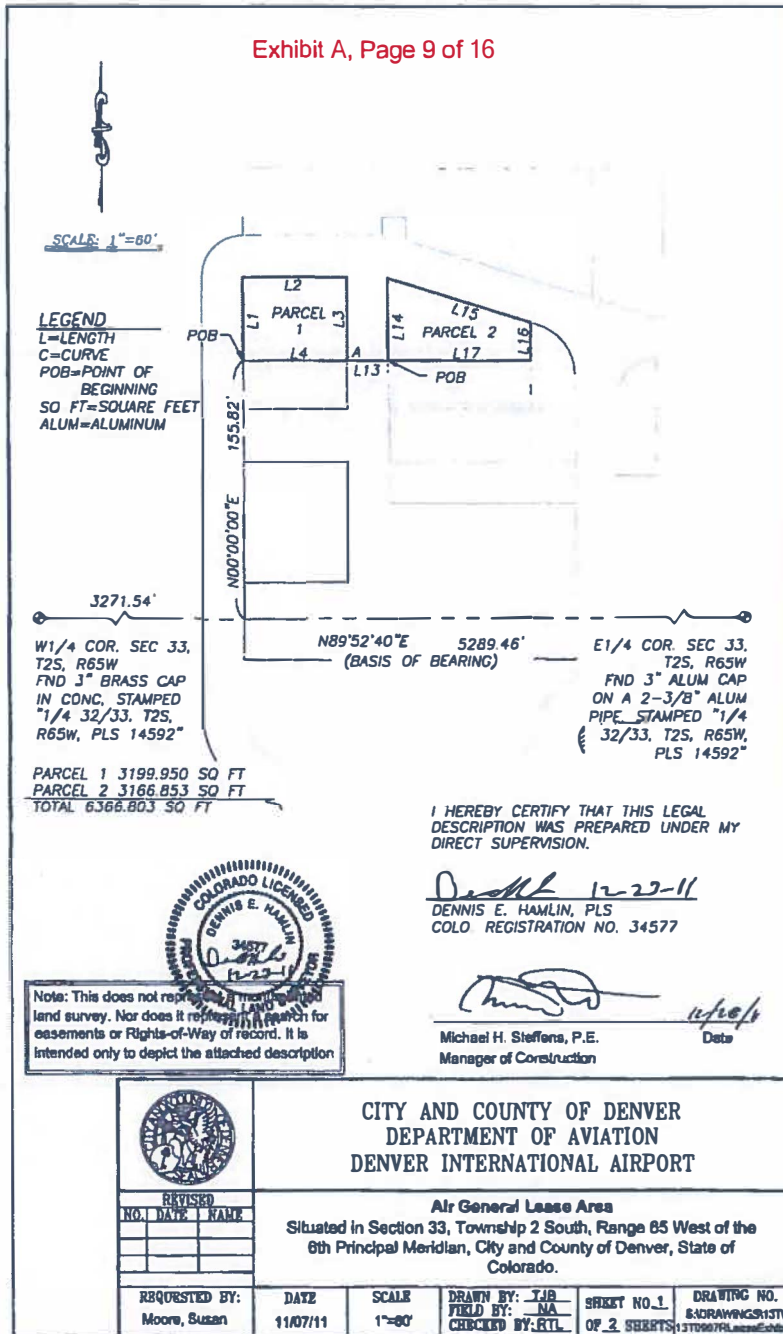 Exhibit A, Page 9 of 16
SCALE: 1"=60'
LEGEND
L=LENGTH
C=CURVE
POB=POINT OF
BEGINNING
SQ FT=SQUARE FEET
ALUM=ALUMINUM
L2
L1
PARCEL
1
L3
L4
POB
A
L13
L14
L15
PARCEL 2
L16
L17
POB
155.82'
N00°00'00"E
3271.54'
N89°52'40"E 5289.46'
(BASIS OF BEARING)
W1/4 COR. SEC 33,
T2S, R65W
FND 3" BRASS CAP
IN CONC, STAMPED
"1/4 32/33, T2S,
R65W, PLS 14592"
E1/4 COR. SEC 33,
T2S, R65W
FND 3" ALUM CAP
ON A 2-3/8" ALUM
PIPE STAMPED "1/4
32/33, T2S, R65W,
PLS 14592"
PARCEL 1 3199.950 SQ FT
PARCEL 2 3166.853 SQ FT
TOTAL 6366.803 SQ FT
I HEREBY CERTIFY THAT THIS LEGAL
DESCRIPTION WAS PREPARED UNDER MY
DIRECT SUPERVISION.
12-23-11
DENNIS E. HAMLIN, PLS
COLO REGISTRATION NO. 34577
COLORADO LICENSED
DENNIS E. HAMLIN
34577
12-23-11
PROFESSIONAL LAND SURVEYOR
Note: This does not represent a monumented
land survey. Nor does it represent a search for
easements or Rights-of-Way of record. It is
intended only to depict the attached description
Michael H. Steffens, P.E.
Manager of Construction
Date
CITY AND COUNTY OF DENVER
DEPARTMENT OF AVIATION
DENVER INTERNATIONAL AIRPORT
REVISED
NO. DATE NAME
Air General Lease Area
Situated in Section 33, Township 2 South, Range 65 West of the
6th Principal Meridian, City and County of Denver, State of
Colorado.
REQUESTED BY:
Moore, Susan
DATE
11/07/11
SCALE
1"=60'
DRAWN BY: TJB
FIELD BY: NA
CHECKED BY: RTL
SHEET NO. 1
OF 2 SHEETS
DRAWING NO.